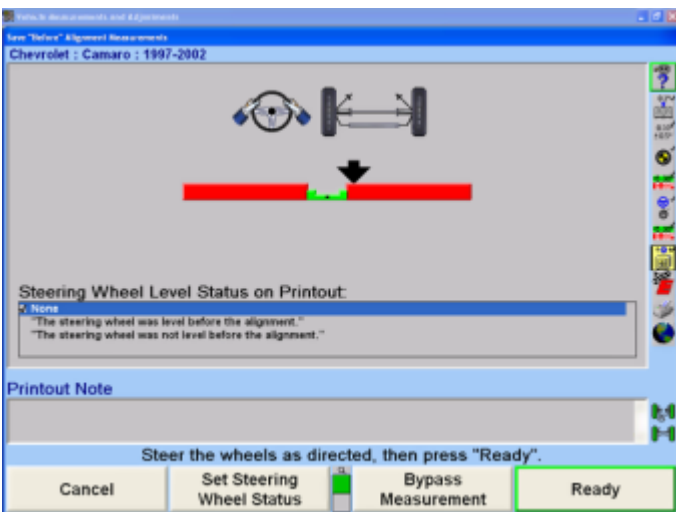 Vehicle Measurements and Adjustments
Save "Before" Alignment Measurements
Chevrolet : Camaro : 1997-2002
Steering Wheel Level Status on Printout:
None
"The steering wheel was level before the alignment."
"The steering wheel was not level before the alignment."
Printout Note
Steer the wheels as directed, then press "Ready".
Cancel
Set Steering
Wheel Status
Bypass
Measurement
Ready